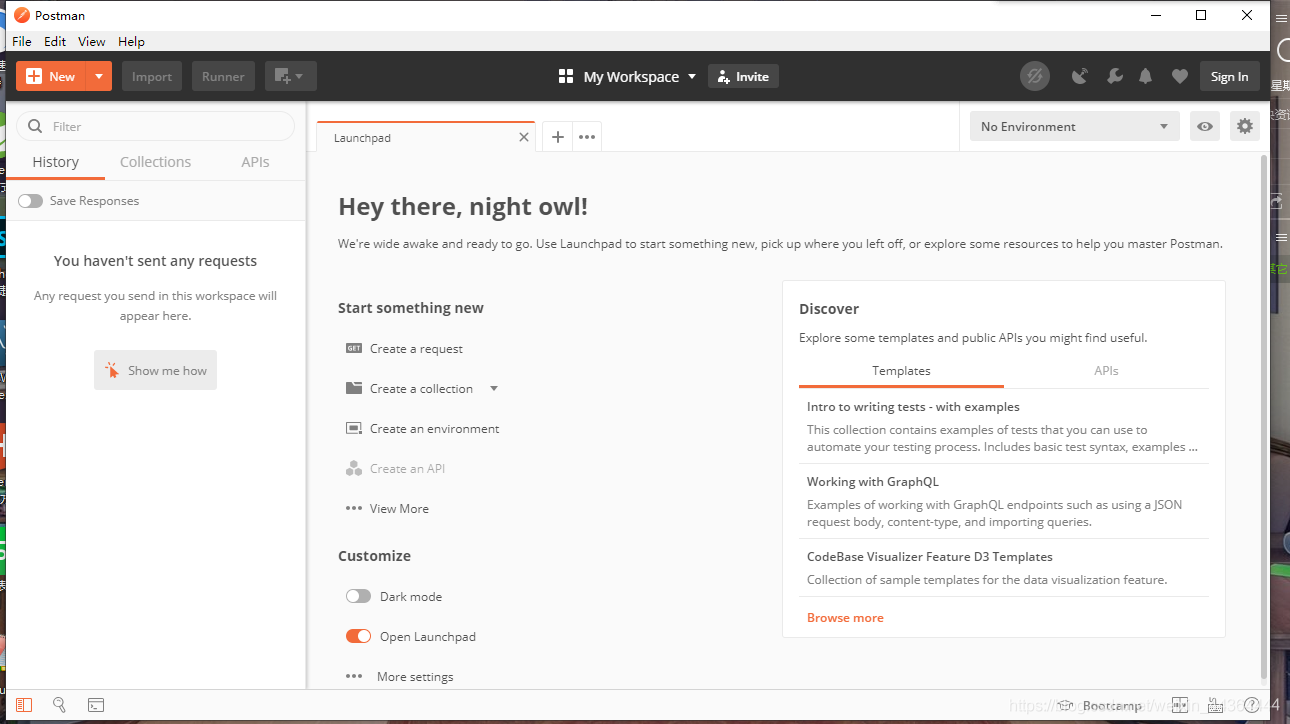 Postman
File Edit View Help
New Import Runner My Workspace Invite Sign In
Filter
History Collections APIs
Save Responses
You haven't sent any requests
Any request you send in this workspace will
appear here.
Show me how
Launchpad
No Environment
Hey there, night owl!
We're wide awake and ready to go. Use Launchpad to start something new, pick up where you left off, or explore some resources to help you master Postman.
Start something new
GET Create a request
Create a collection
Create an environment
Create an API
View More
Customize
Dark mode
Open Launchpad
More settings
Discover
Explore some templates and public APIs you might find useful.
Templates APIs
Intro to writing tests - with examples
This collection contains examples of tests that you can use to
automate your testing process. Includes basic test syntax, examples ...
Working with GraphQL
Examples of working with GraphQL endpoints such as using a JSON
request body, content-type, and importing queries.
CodeBase Visualizer Feature D3 Templates
Collection of sample templates for the data visualization feature.
Browse more
Bootcamp
星期
其它